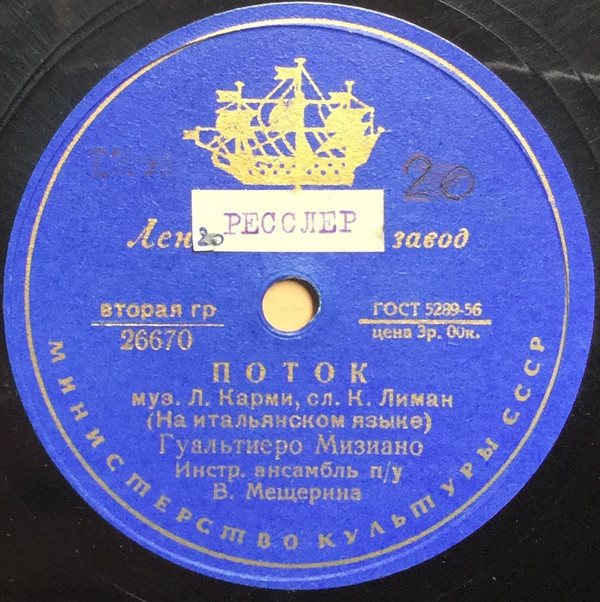 20
Лен РЕССЛЕР завод
20
вторая гр
26670
ГОСТ 5289-56
цена 3р. 00к.
ПОТОК
муз. Л. Карми, сл. К. Лиман
(На итальянском языке)
Гуальтиеро Мизиано
Инстр. ансамбль п/у
В. Мещерина
МИНИСТЕРСТВО КУЛЬТУРЫ СССР